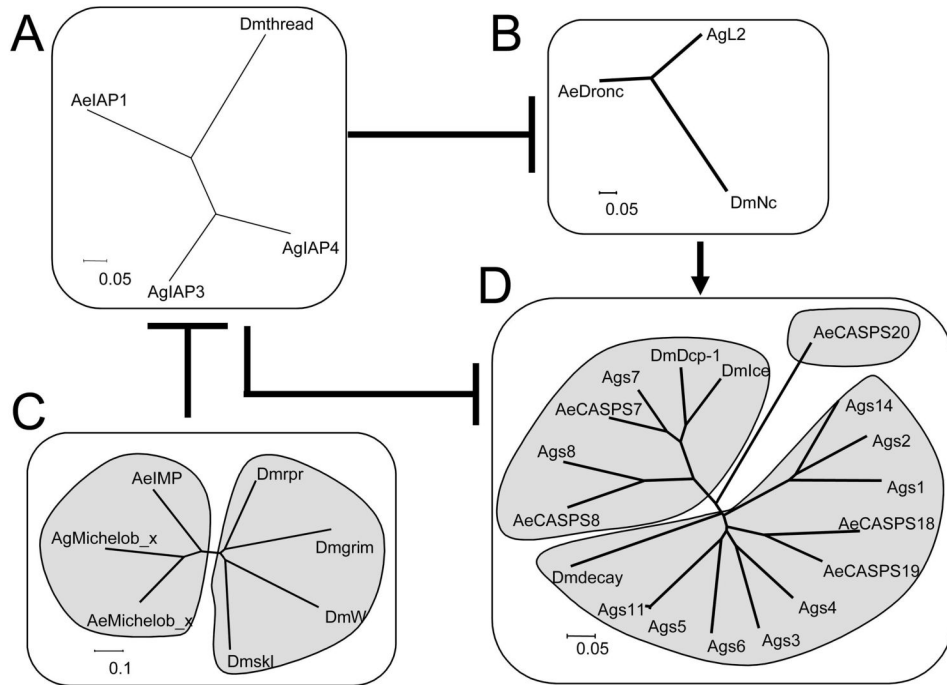 A
Dmthread
AeIAP1
AgIAP4
AgIAP3
0.05
B
AgL2
AeDronc
DmNc
0.05
C
AeIMP
Dmrpr
AgMichelob_x
Dmgrim
AeMichelob_x
DmW
Dmskl
0.1
D
AeCASPS20
DmDcp-1
DmIce
Ags7
AeCASPS7
Ags14
Ags8
Ags2
Ags1
AeCASPS8
AeCASPS18
Dmdecay
AeCASPS19
Ags11
Ags4
Ags5
Ags3
Ags6
0.05